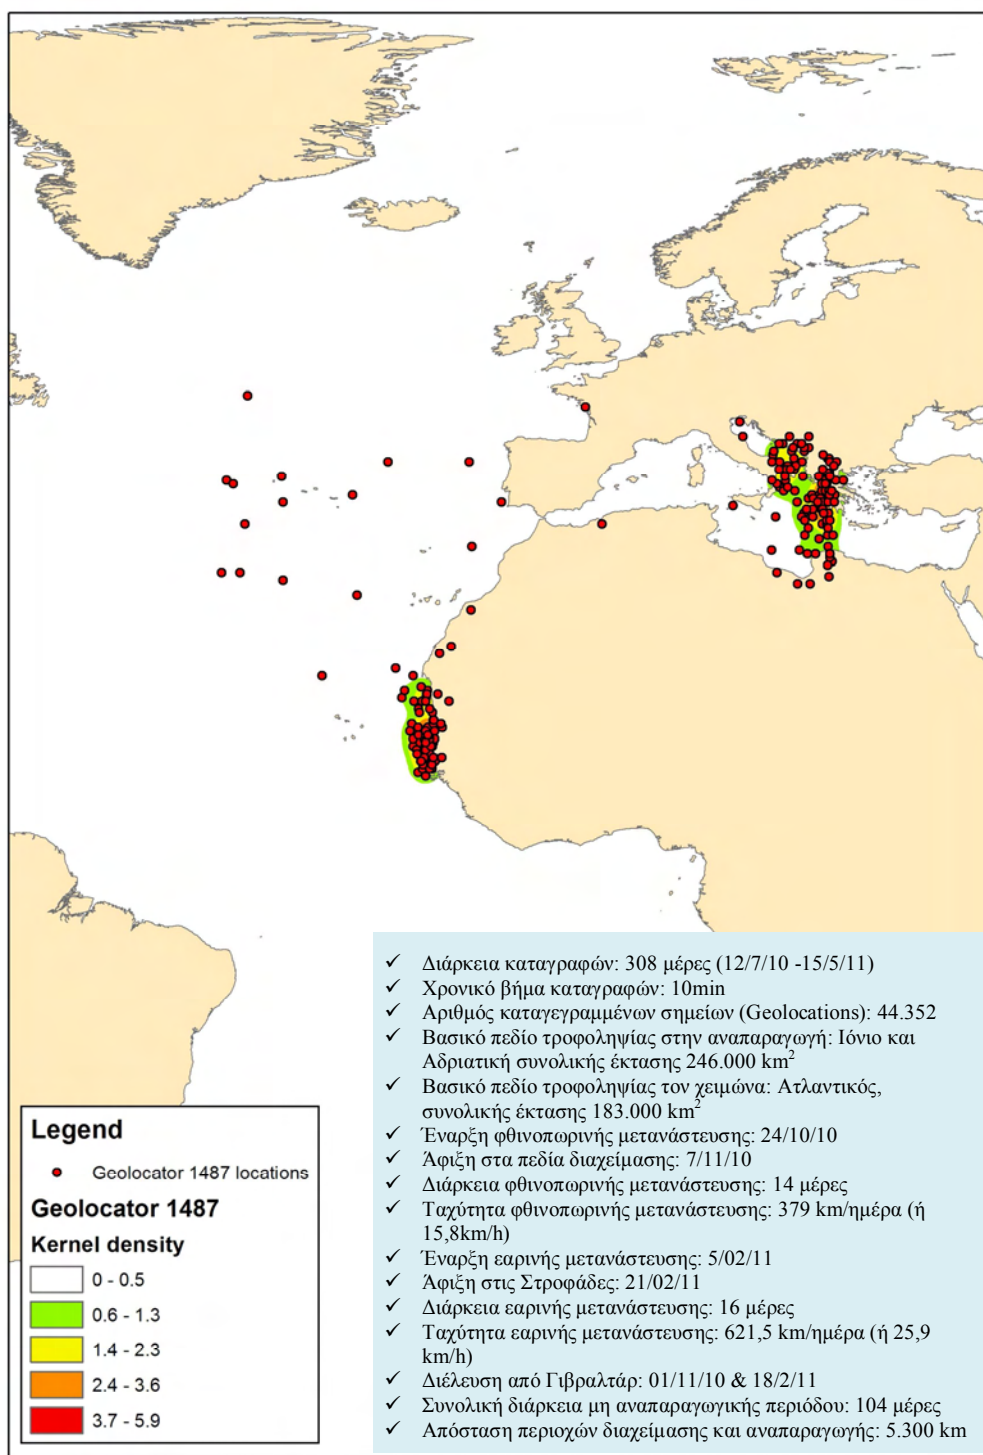 ✓ Διάρκεια καταγραφών: 308 μέρες (12/7/10 -15/5/11)
✓ Χρονικό βήμα καταγραφών: 10min
✓ Αριθμός καταγεγραμμένων σημείων (Geolocations): 44.352
✓ Βασικό πεδίο τροφοληψίας στην αναπαραγωγή: Ιόνιο και
Αδριατική συνολικής έκτασης 246.000 km²
✓ Βασικό πεδίο τροφοληψίας τον χειμώνα: Ατλαντικός,
συνολικής έκτασης 183.000 km²
✓ Έναρξη φθινοπωρινής μετανάστευσης: 24/10/10
✓ Άφιξη στα πεδία διαχείμασης: 7/11/10
✓ Διάρκεια φθινοπωρινής μετανάστευσης: 14 μέρες
✓ Ταχύτητα φθινοπωρινής μετανάστευσης: 379 km/ημέρα (ή
15,8km/h)
✓ Έναρξη εαρινής μετανάστευσης: 5/02/11
✓ Άφιξη στις Στροφάδες: 21/02/11
✓ Διάρκεια εαρινής μετανάστευσης: 16 μέρες
✓ Ταχύτητα εαρινής μετανάστευσης: 621,5 km/ημέρα (ή 25,9
km/h)
✓ Διέλευση από Γιβραλτάρ: 01/11/10 & 18/2/11
✓ Συνολική διάρκεια μη αναπαραγωγικής περιόδου: 104 μέρες
✓ Απόσταση περιοχών διαχείμασης και αναπαραγωγής: 5.300 km
Legend
Geolocator 1487 locations
Geolocator 1487
Kernel density
0 - 0.5
0.6 - 1.3
1.4 - 2.3
2.4 - 3.6
3.7 - 5.9